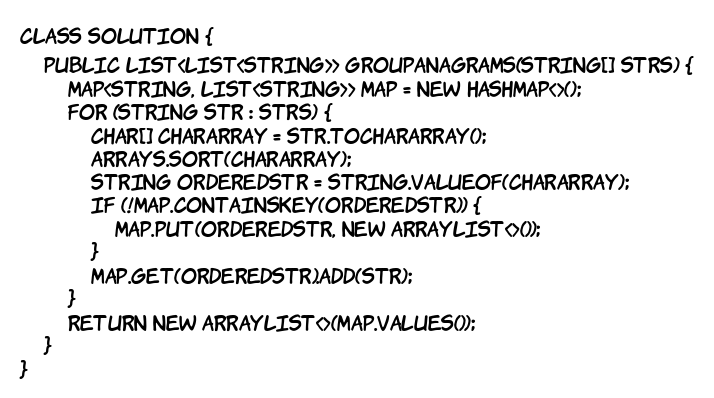 CLASS SOLUTION {
PUBLIC LIST<LIST<STRING>> GROUPANAGRAMS(STRING[] STRS) {
MAP<STRING, LIST<STRING>> MAP = NEW HASHMAP<>();
FOR (STRING STR : STRS) {
CHAR[] CHARARRAY = STR.TOCHARARRAY();
ARRAYS.SORT(CHARARRAY);
STRING ORDEREDSTR = STRING.VALUEOF(CHARARRAY);
IF (!MAP.CONTAINSKEY(ORDEREDSTR)) {
MAP.PUT(ORDEREDSTR, NEW ARRAYLIST<>());
}
MAP.GET(ORDEREDSTR).ADD(STR);
}
RETURN NEW ARRAYLIST<>(MAP.VALUES());
}
}